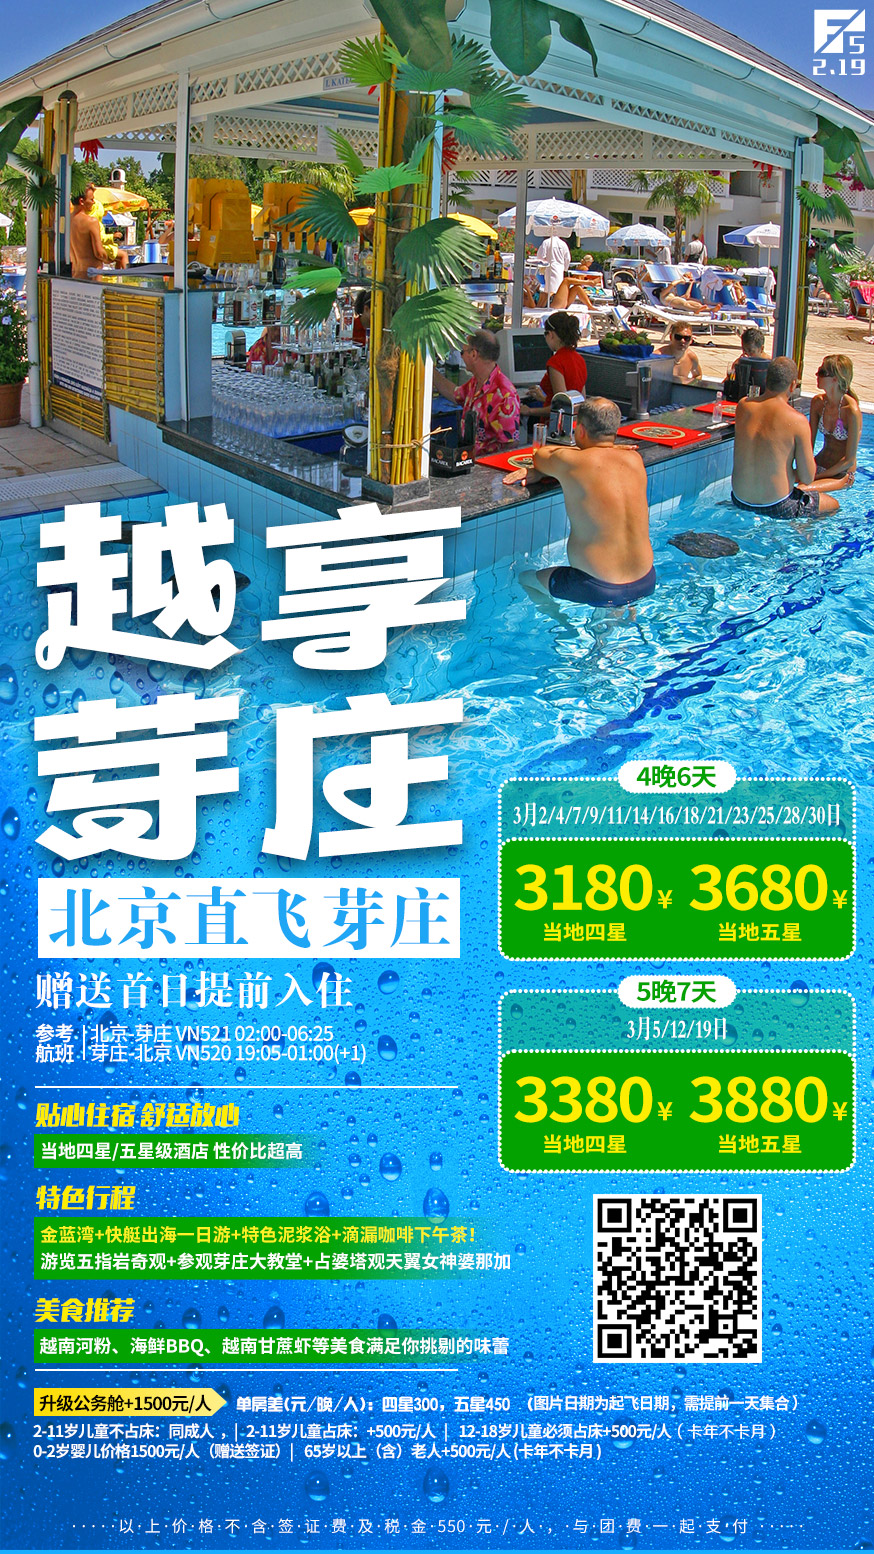 FS
2.19
越享
芽庄
北京直飞芽庄
赠送首日提前入住
参考航班
北京-芽庄 VN521 02:00-06:25
芽庄-北京 VN520 19:05-01:00(+1)
4晚6天
3月2/4/7/9/11/14/16/18/21/23/25/28/30日
3180¥ 3680¥
当地四星 当地五星
5晚7天
3月5/12/19日
3380¥ 3880¥
当地四星 当地五星
贴心住宿 舒适放心
当地四星/五星级酒店 性价比超高
特色行程
金蓝湾+快艇出海一日游+特色泥浆浴+滴漏咖啡下午茶！
游览五指岩奇观+参观芽庄大教堂+占婆塔观天翼女神婆那加
美食推荐
越南河粉、海鲜BBQ、越南甘蔗虾等美食满足你挑剔的味蕾
升级公务舱+1500元/人 单房差(元/晚/人)：四星300，五星450 （图片日期为起飞日期，需提前一天集合）
2-11岁儿童不占床：同成人，| 2-11岁儿童占床：+500元/人 | 12-18岁儿童必须占床+500元/人（卡年不卡月）
0-2岁婴儿价格1500元/人（赠送签证）| 65岁以上（含）老人+500元/人(卡年不卡月)
·····以·上·价·格·不·含·签·证·费·及·税·金·550·元·/·人·，·与·团·费·一·起·支·付·····